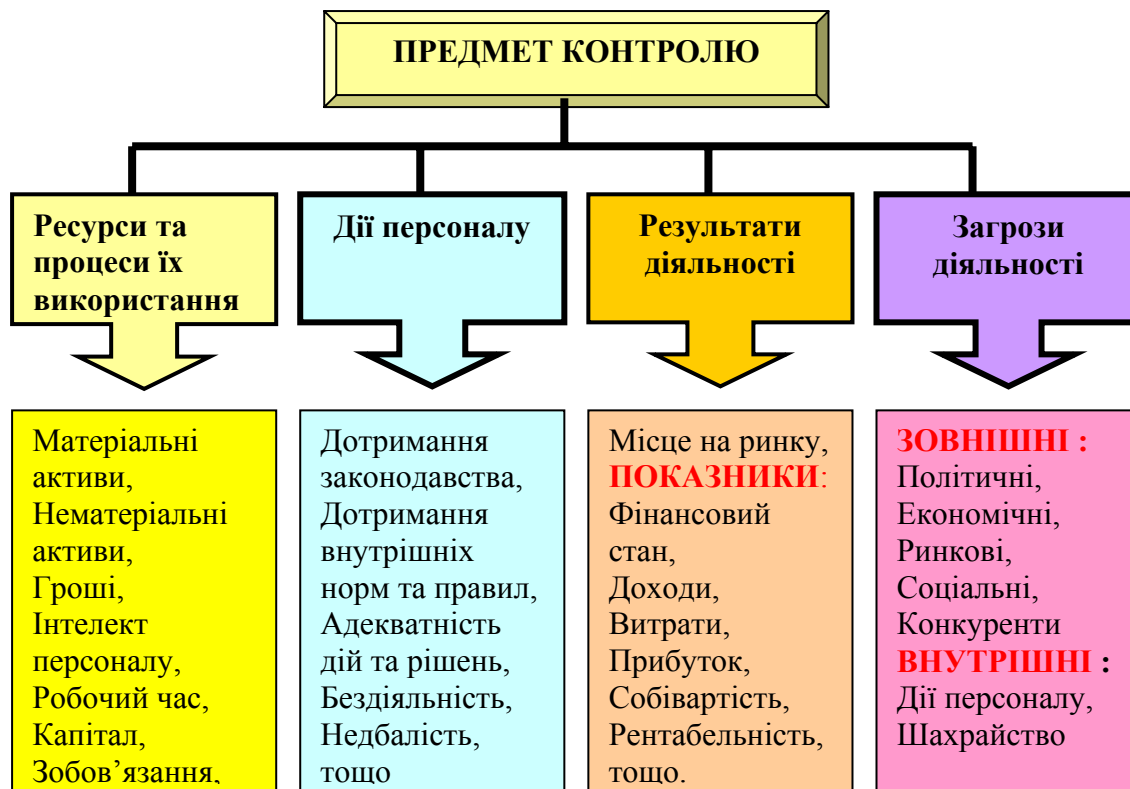 ПРЕДМЕТ КОНТРОЛЮ
Ресурси та
процеси їх
використання
Дії персоналу
Результати
діяльності
Загрози
діяльності
Матеріальні
активи,
Нематеріальні
активи,
Гроші,
Інтелект
персоналу,
Робочий час,
Капітал,
Зобов’язання,
Дотримання
законодавства,
Дотримання
внутрішніх
норм та правил,
Адекватність
дій та рішень,
Бездіяльність,
Недбалість,
тощо
Місце на ринку,
ПОКАЗНИКИ:
Фінансовий
стан,
Доходи,
Витрати,
Прибуток,
Собівартість,
Рентабельність,
тощо.
ЗОВНІШНІ :
Політичні,
Економічні,
Ринкові,
Соціальні,
Конкуренти
ВНУТРІШНІ :
Дії персоналу,
Шахрайство